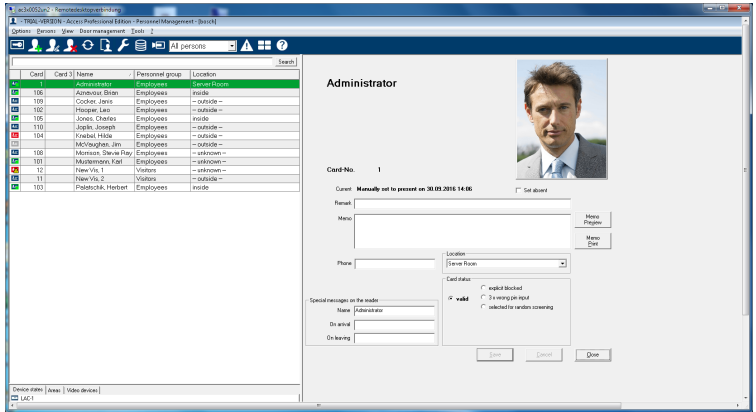 ac3x0052un2 - Remotedesktopverbindung
- TRIAL-VERSION - Access Professional Edition - Personnel Management - [bosch]
Options Persons View Door management Tools ?
All persons
Search
Card Card 3 Name Personnel group Location
1 Administrator Employees Server Room
106 Aznavour, Brian Employees inside
109 Cocker, Janis Employees -- outside --
102 Hooper, Leo Employees -- outside --
105 Jones, Charles Employees inside
110 Joplin, Joseph Employees -- outside --
104 Knebel, Hilde Employees -- outside --
McVaughan, Jim Employees -- outside --
108 Morrison, Stevie Ray Employees -- unknown --
101 Mustermann, Karl Employees -- unknown --
12 New Vis, 1 Visitors -- unknown --
11 New Vis, 2 Visitors -- outside --
103 Palatschik, Herbert Employees inside
Device states Areas Video devices
LAC-1
Administrator
Card-No. 1
Current Manually set to present on 30.09.2016 14:06
Set absent
Remark
Memo
Memo Preview
Memo Print
Phone
Location
Server Room
Card status
valid
explicit blocked
3 x wrong pin input
selected for random screening
Special messages on the reader
Name Administrator
On arrival
On leaving
Save Cancel Close